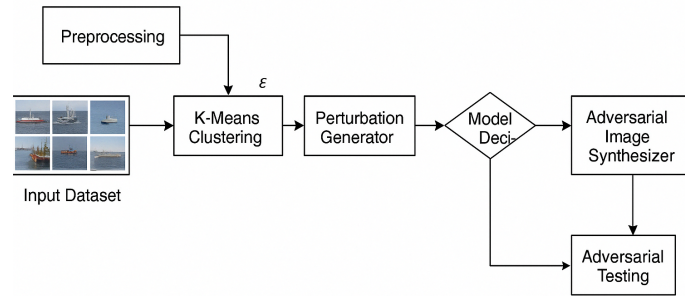 Preprocessing
ε
K-Means
Clustering
Perturbation
Generator
Model
Deci-
Adversarial
Image
Synthesizer
Input Dataset
Adversarial
Testing